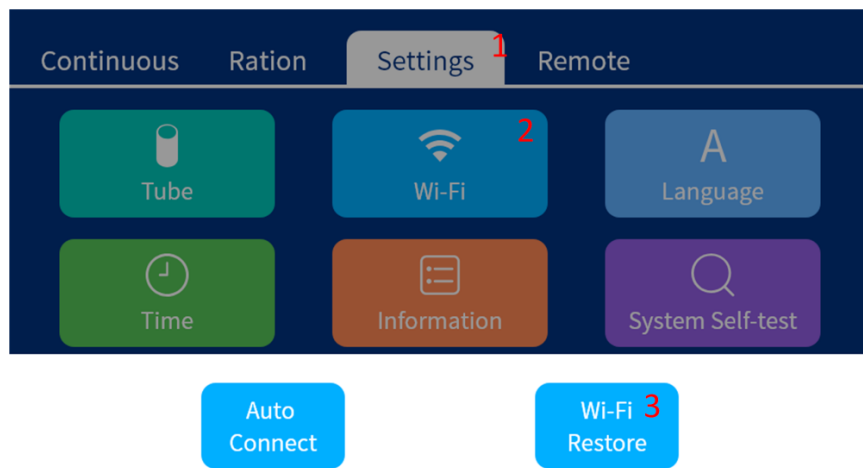 Continuous Ration Settings 1 Remote
2
A
Tube Wi-Fi Language
Time Information System Self-test
Auto Connect
Wi-Fi Restore 3